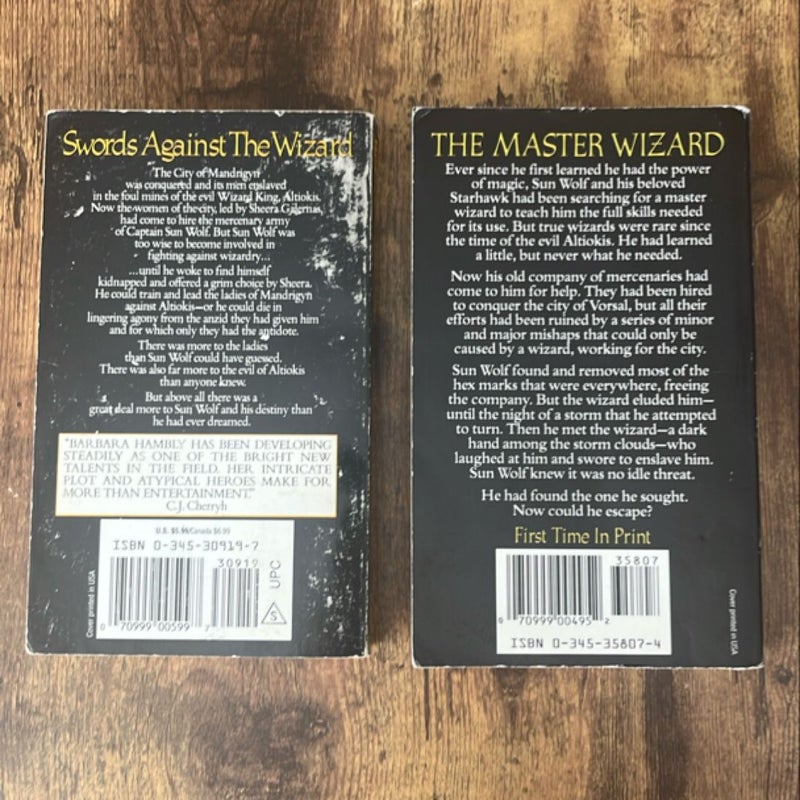 Swords Against The Wizard
The City of Mandrigyn
was conquered and its men enslaved
in the foul mines of the evil Wizard King, Altiokis.
Now the women of the city, led by Sheera Galernas,
had come to hire the mercenary army
of Captain Sun Wolf. But Sun Wolf was
too wise to become involved in
fighting against wizardry...
...until he woke to find himself
kidnapped and offered a grim choice by Sheera.
He could train and lead the ladies of Mandrigyn
against Altiokis—or he could die in
lingering agony from the anzid they had given him
and for which only they had the antidote.
There was more to the ladies
than Sun Wolf could have guessed.
There was also far more to the evil of Altiokis
than anyone knew.
But above all there was a
great deal more to Sun Wolf and his destiny than
he had ever dreamed.
"BARBARA HAMBLY HAS BEEN DEVELOPING
STEADILY AS ONE OF THE BRIGHT NEW
TALENTS IN THE FIELD. HER INTRICATE
PLOT AND ATYPICAL HEROES MAKE FOR
MORE THAN ENTERTAINMENT."
C.J. Cherryh
U.S. $5.99/Canada $6.99
ISBN 0-345-30919-7
30919
UPC
S
70999 00599 7
0
Cover printed in USA
THE MASTER WIZARD
Ever since he first learned he had the power
of magic, Sun Wolf and his beloved
Starhawk had been searching for a master
wizard to teach him the full skills needed
for its use. But true wizards were rare since
the time of the evil Altiokis. He had learned
a little, but never what he needed.
Now his old company of mercenaries had
come to him for help. They had been hired
to conquer the city of Vorsal, but all their
efforts had been ruined by a series of minor
and major mishaps that could only be
caused by a wizard, working for the city.
Sun Wolf found and removed most of the
hex marks that were everywhere, freeing
the company. But the wizard eluded him—
until the night of a storm that he attempted
to turn. Then he met the wizard—a dark
hand among the storm clouds—who
laughed at him and swore to enslave him.
Sun Wolf knew it was no idle threat.
He had found the one he sought.
Now could he escape?
First Time In Print
35807
0 70999 00495 2
ISBN 0-345-35807-4
Cover printed in USA